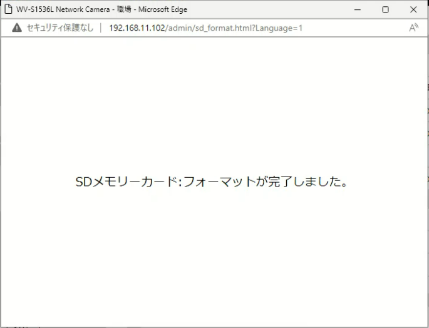 WV-S1536L Network Camera - 職場 - Microsoft Edge
セキュリティ保護なし | 192.168.11.102/admin/sd_format.html?Language=1
SDメモリーカード:フォーマットが完了しました。